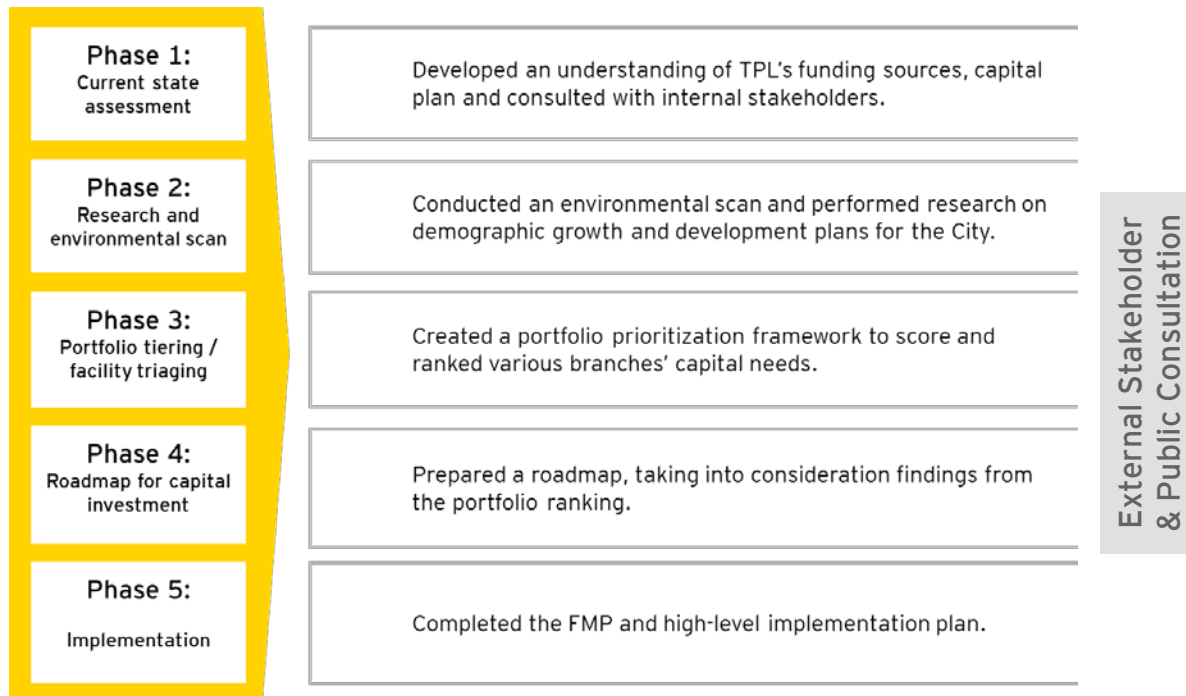 Phase 1:
Current state
assessment
Developed an understanding of TPL's funding sources, capital
plan and consulted with internal stakeholders.
Phase 2:
Research and
environmental scan
Conducted an environmental scan and performed research on
demographic growth and development plans for the City.
Phase 3:
Portfolio tiering /
facility triaging
Created a portfolio prioritization framework to score and
ranked various branches' capital needs.
Phase 4:
Roadmap for capital
investment
Prepared a roadmap, taking into consideration findings from
the portfolio ranking.
Phase 5:
Implementation
Completed the FMP and high-level implementation plan.
External Stakeholder
& Public Consultation